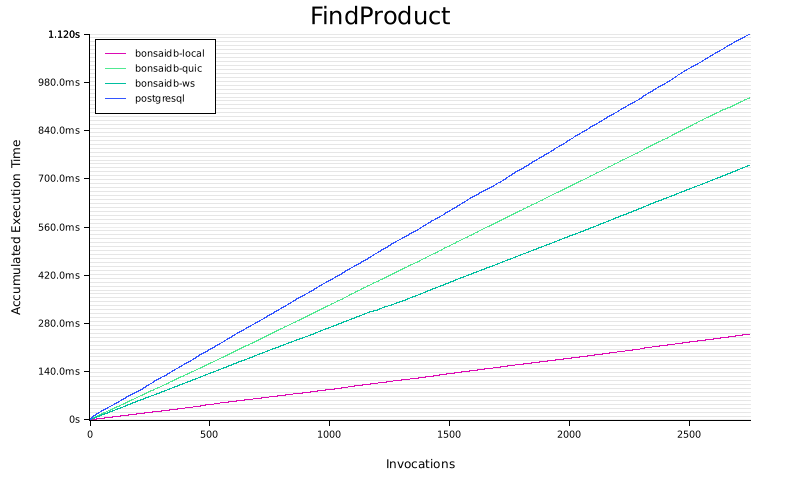 FindProduct
1.120s
bonsaidb-local
bonsaidb-quic
bonsaidb-ws
postgresql
980.0ms
840.0ms
700.0ms
560.0ms
420.0ms
280.0ms
140.0ms
0s
Accumulated Execution Time
0 500 1000 1500 2000 2500
Invocations